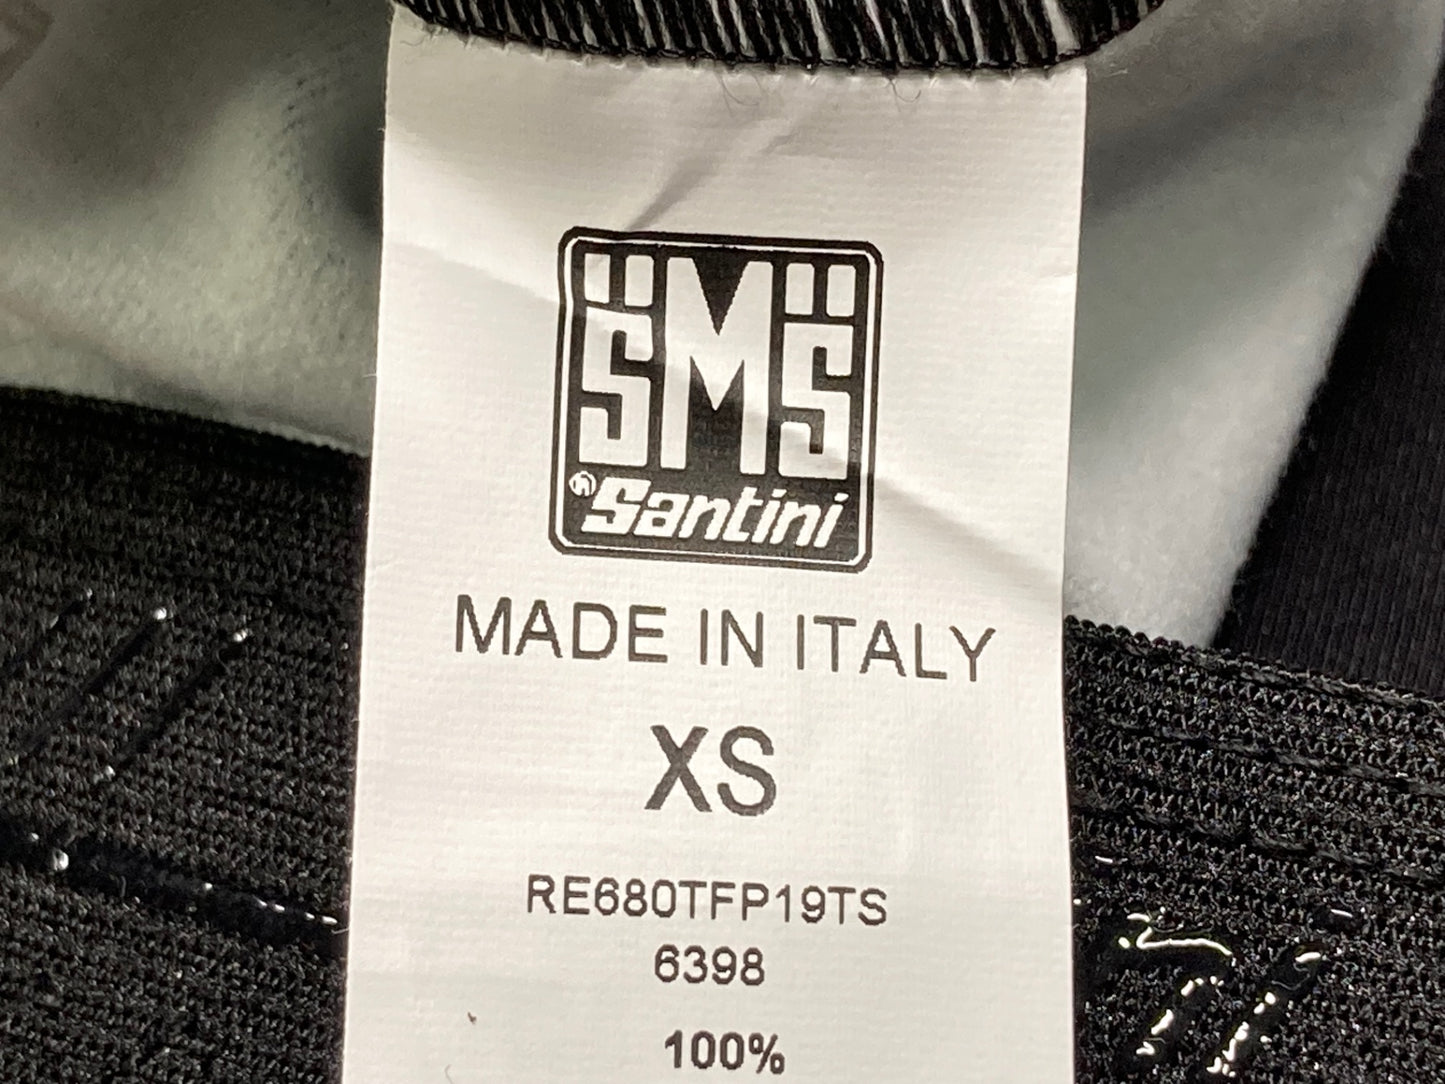 SMS
® Santini
MADE IN ITALY
XS
RE680TFP19TS
6398
100%